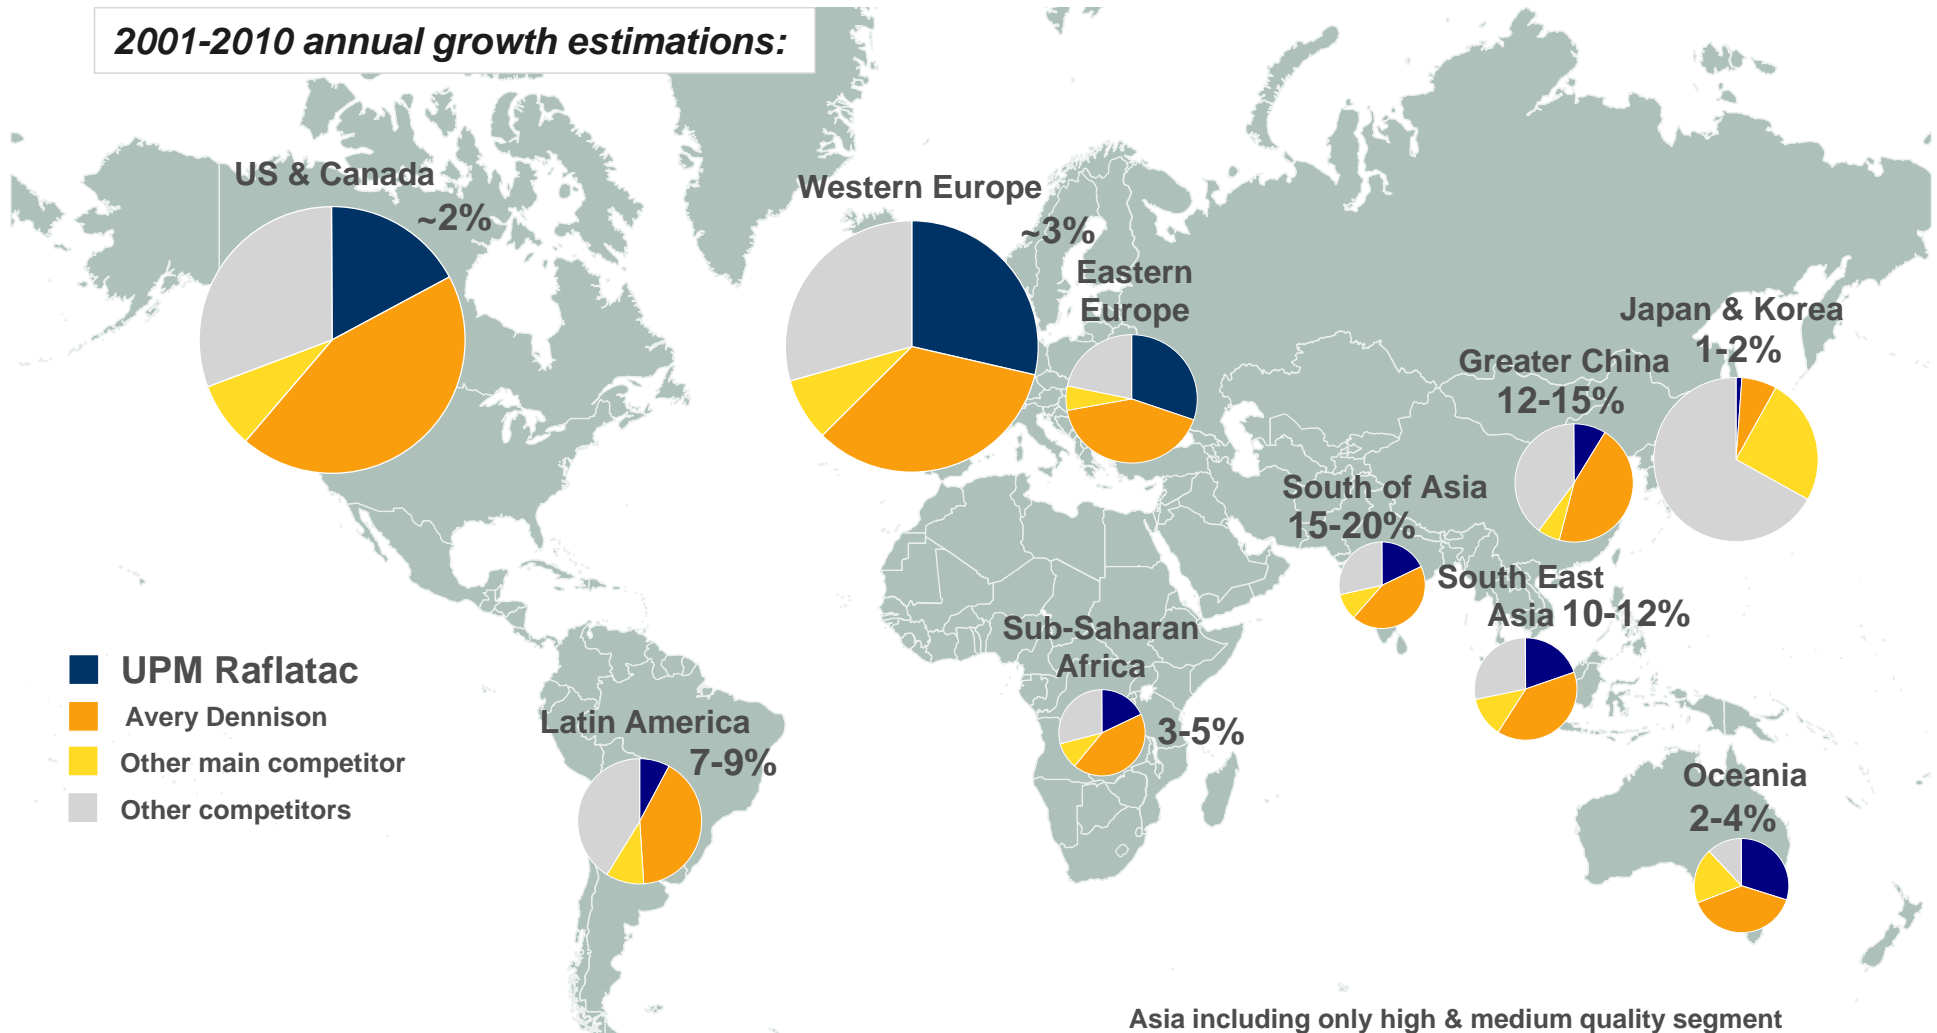 2001-2010 annual growth estimations:
US & Canada
~2%
Western Europe
~3%
Eastern
Europe
Japan & Korea
1-2%
Greater China
12-15%
South of Asia
15-20%
South East
Asia 10-12%
Sub-Saharan
Africa
3-5%
Latin America
7-9%
Oceania
2-4%
UPM Raflatac
Avery Dennison
Other main competitor
Other competitors
Asia including only high & medium quality segment